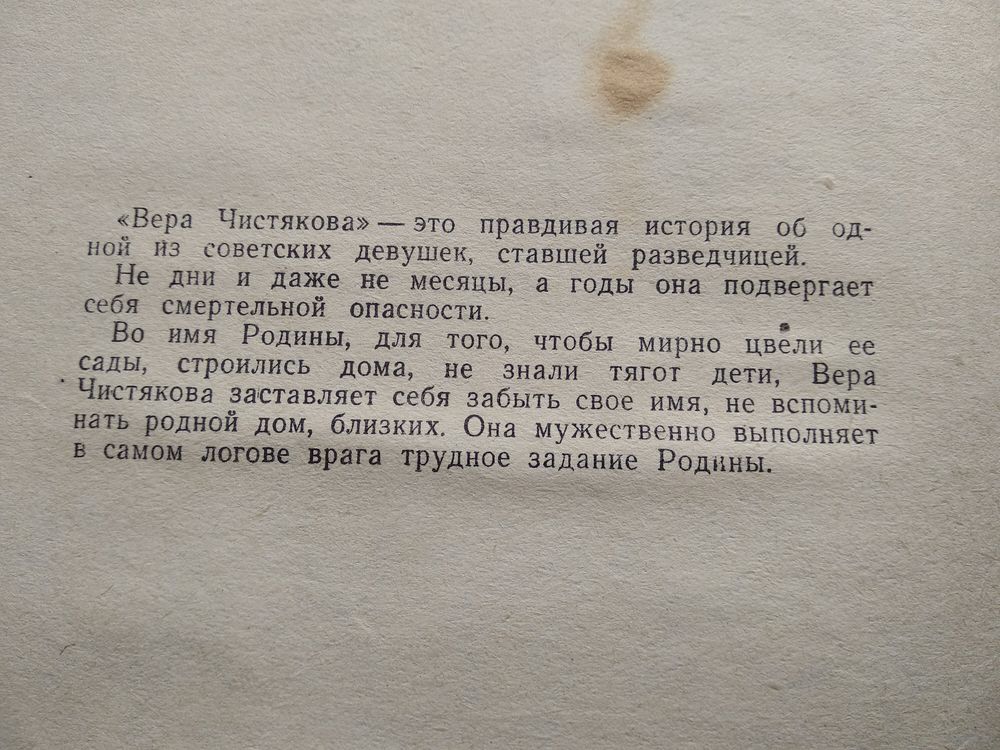 «Вера Чистякова» — это правдивая история об од-
ной из советских девушек, ставшей разведчицей.
Не дни и даже не месяцы, а годы она подвергает
себя смертельной опасности.
Во имя Родины, для того, чтобы мирно цвели ее
сады, строились дома, не знали тягот дети, Вера
Чистякова заставляет себя забыть свое имя, не вспоми-
нать родной дом, близких. Она мужественно выполняет
в самом логове врага трудное задание Родины.